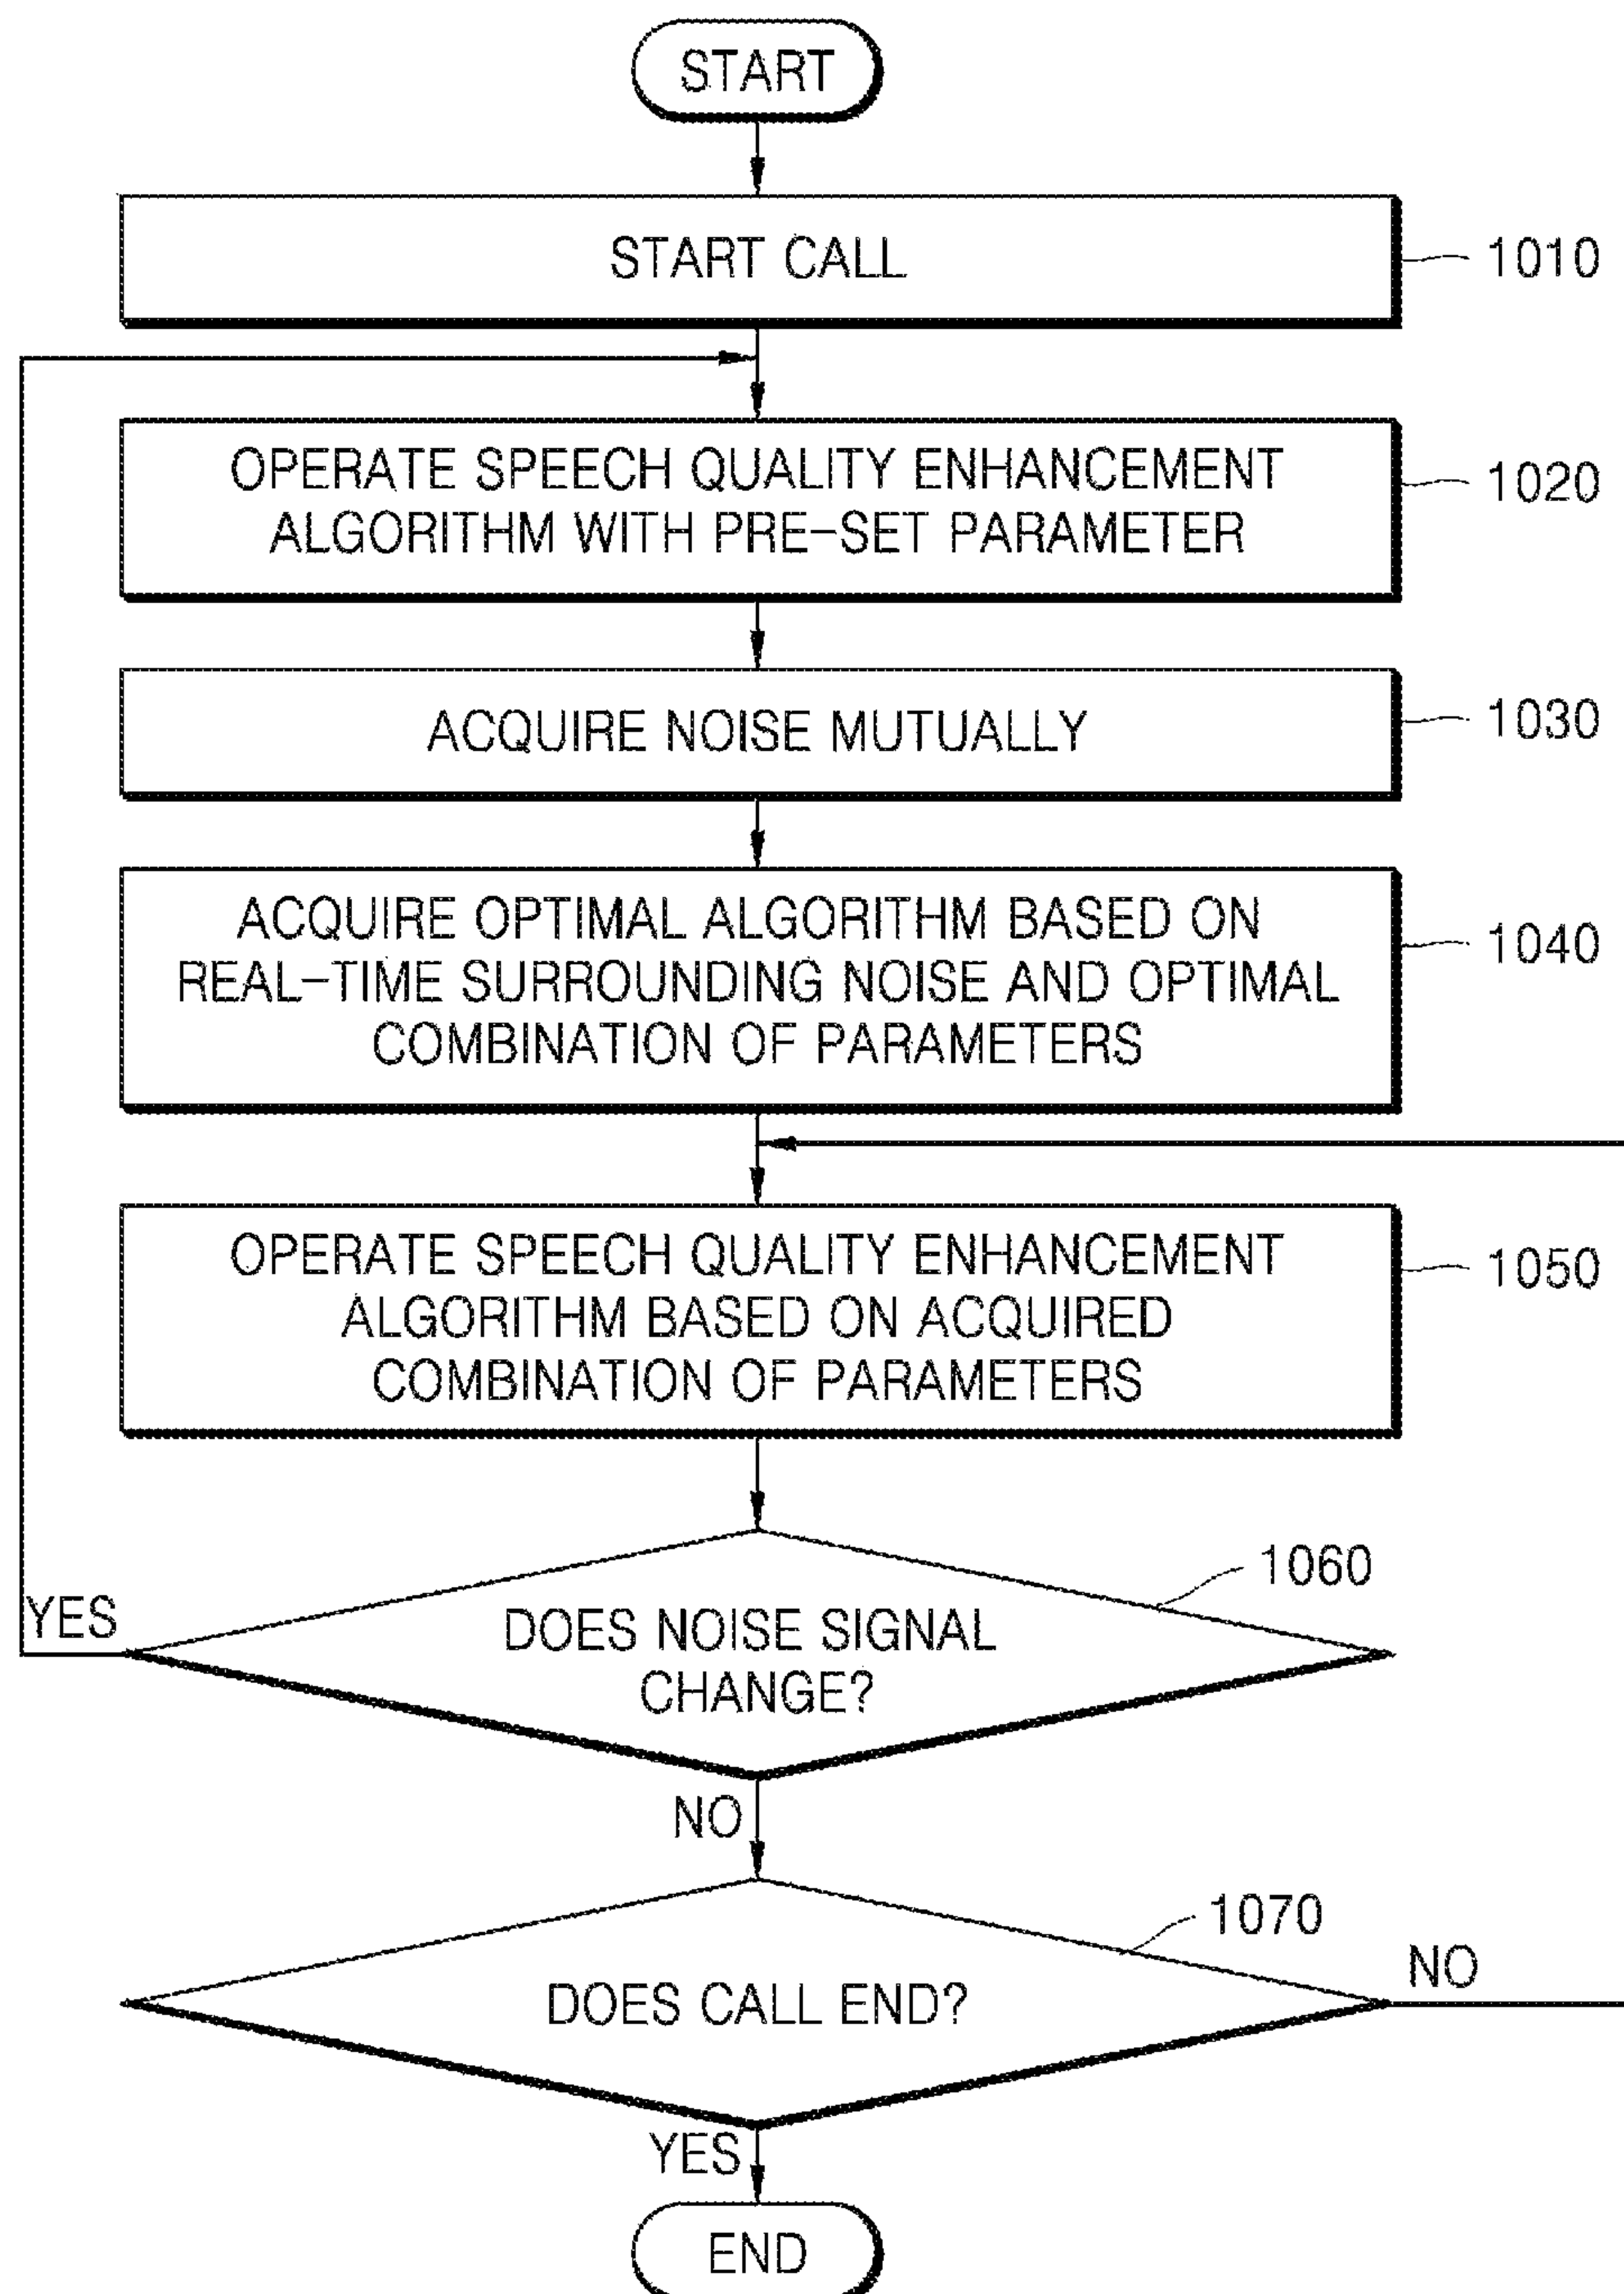 START
START CALL
1010
OPERATE SPEECH QUALITY ENHANCEMENT
ALGORITHM WITH PRE-SET PARAMETER
1020
ACQUIRE NOISE MUTUALLY
1030
ACQUIRE OPTIMAL ALGORITHM BASED ON
REAL-TIME SURROUNDING NOISE AND OPTIMAL
COMBINATION OF PARAMETERS
1040
OPERATE SPEECH QUALITY ENHANCEMENT
ALGORITHM BASED ON ACQUIRED
COMBINATION OF PARAMETERS
1050
1060
YES
DOES NOISE SIGNAL
CHANGE?
NO
1070
NO
DOES CALL END?
YES
END